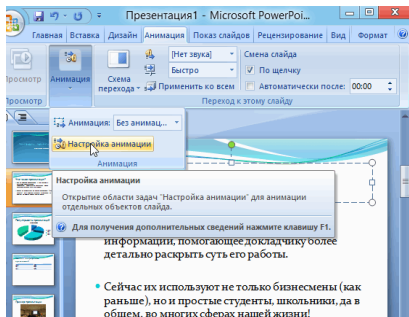 Презентация1 - Microsoft PowerPoi...
Главная Вставка Дизайн Анимация Показ слайдов Рецензирование Вид Формат
Просмотр
Анимация
Схема перехода
[Нет звука]
Быстро
Применить ко всем
Смена слайда
По щелчку
Автоматически после: 00:00
Просмотр
Переход к этому слайду
Анимация: Без анимац...
Настройка анимации
Анимация
Настройка анимации
Открытие области задач "Настройка анимации" для анимации
отдельных объектов слайда.
Для получения дополнительных сведений нажмите клавишу F1.
информации, помогающее докладчику более
детально раскрыть суть его работы.
Сейчас их используют не только бизнесмены (как
раньше), но и простые студенты, школьники, да в
общем, во многих сферах нашей жизни!